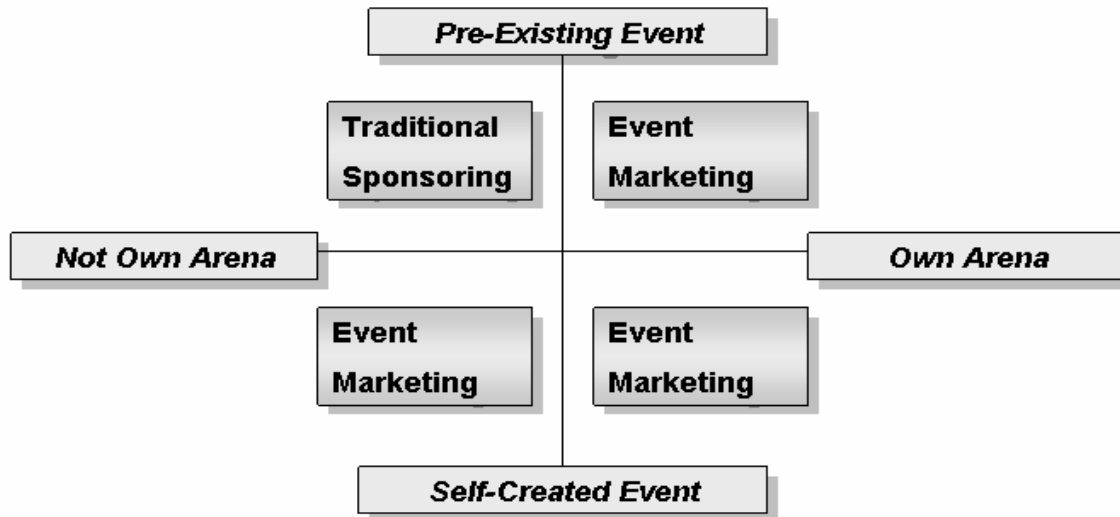 Pre-Existing Event
Traditional
Sponsoring
Event
Marketing
Not Own Arena
Own Arena
Event
Marketing
Event
Marketing
Self-Created Event